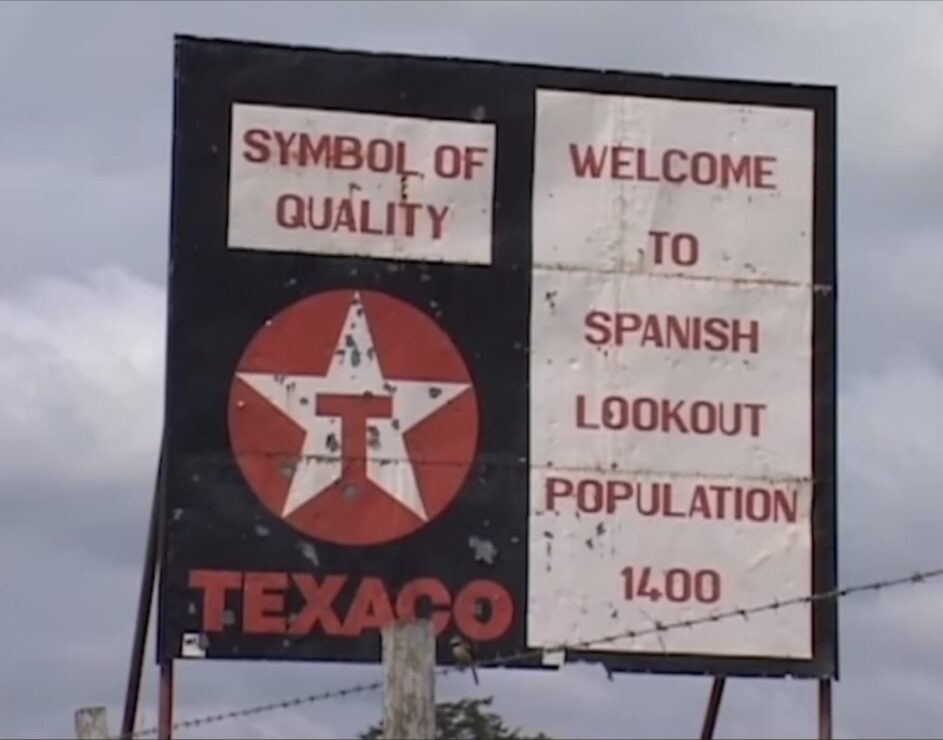 SYMBOL OF
QUALITY
T
TEXACO
WELCOME
TO
SPANISH
LOOKOUT
POPULATION
1400